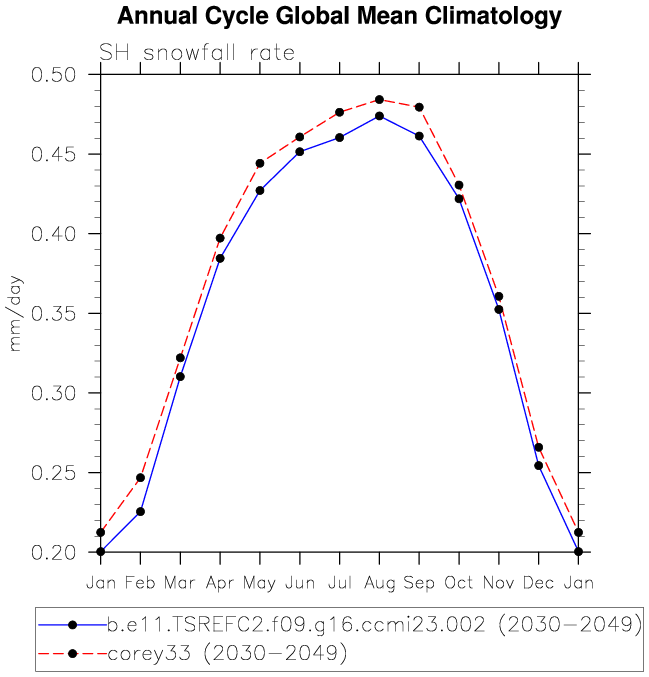 Annual Cycle Global Mean Climatology
SH snowfall rate
0.50
0.45
0.40
0.35
0.30
0.25
0.20
mm/day
Jan Feb Mar Apr May Jun Jul Aug Sep Oct Nov Dec Jan
b.e11.TSREFC2.f09.g16.ccmi23.002 (2030-2049)
corey33 (2030-2049)